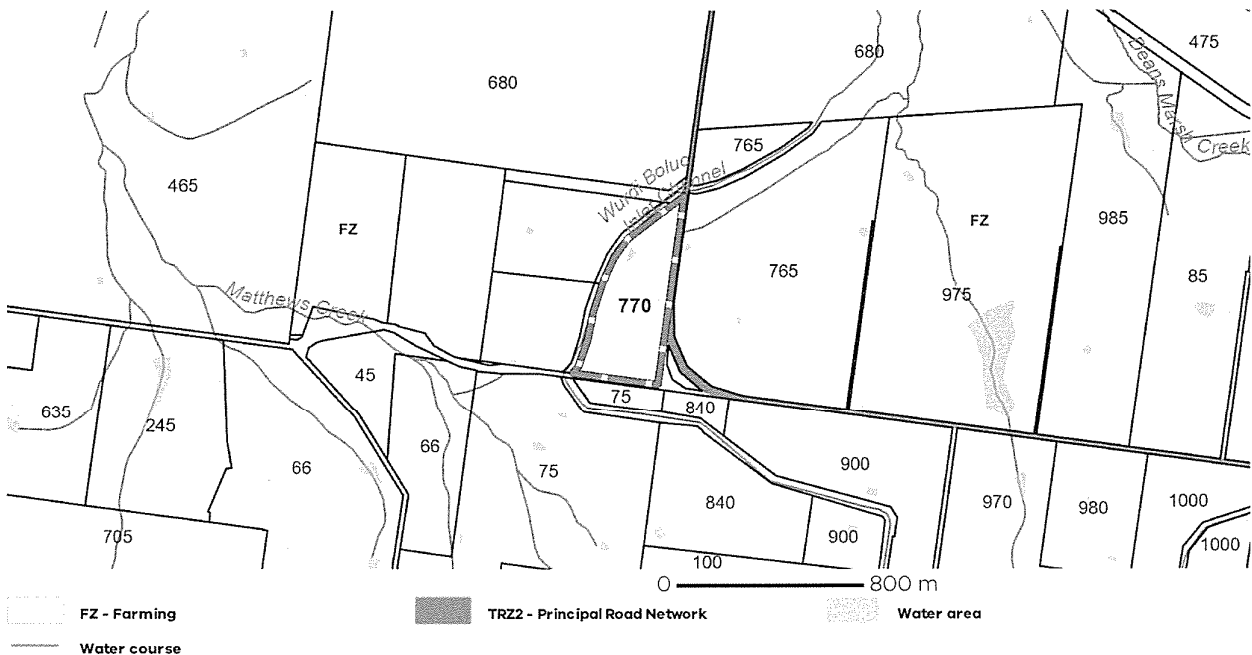 475
680
680
Deans Marsh
Creek
765
465
Wurdi Boluc
Inlet Channel
FZ
FZ
985
765
85
Matthews Creek
770
975
45
75
840
635
245
66
66
75
900
840
970
980
1000
705
900
1000
100
0 800 m
FZ - Farming
TRZ2 - Principal Road Network
Water area
Water course